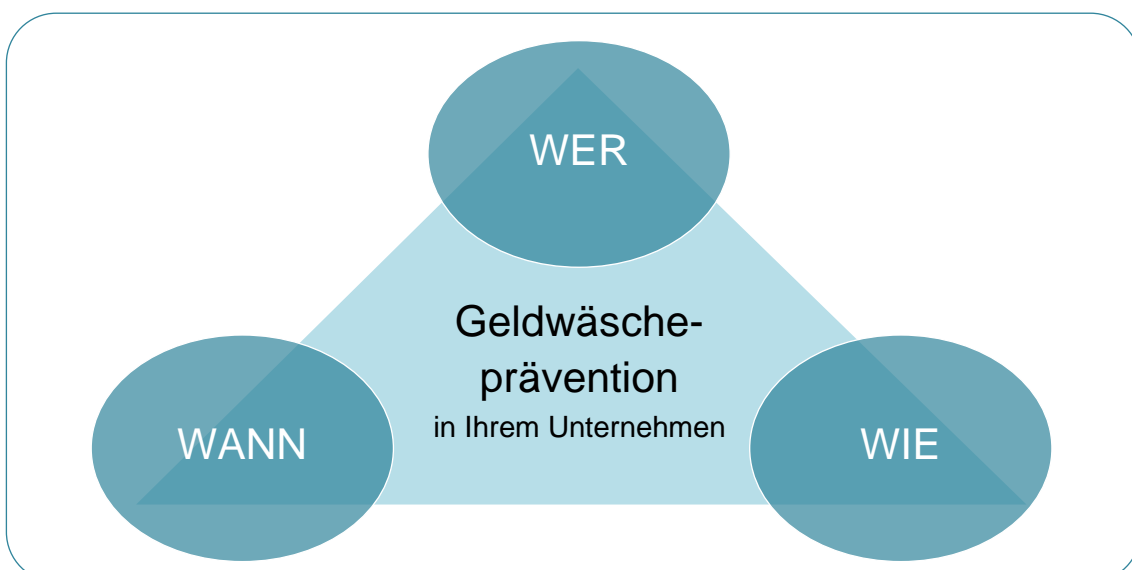 WER
Geldwäsche-
prävention
in Ihrem Unternehmen
WANN
WIE